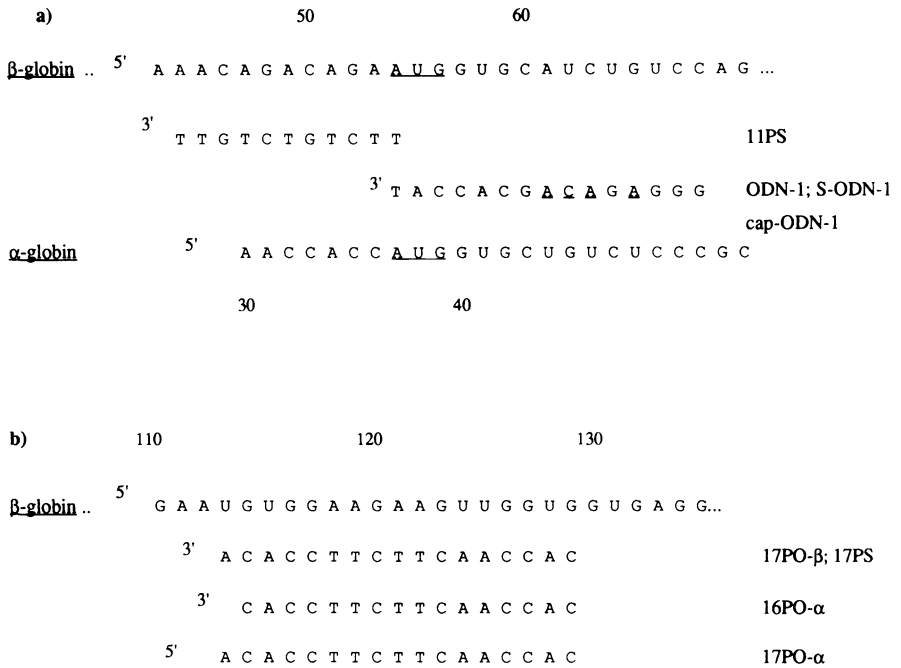 a) 50 60
β-globin .. 5' A A A C A G A C A G A A U G G U G C A U C U G U C C A G ...
3' T T G T C T G T C T T 11PS
3' T A C C A C G A C A G A G G G ODN-1; S-ODN-1
cap-ODN-1
α-globin 5' A A C C A C C A U G G U G C U G U C U C C C G C
30 40
b) 110 120 130
β-globin .. 5' G A A U G U G G A A G A A G U U G G U G G U G A G G...
3' A C A C C T T C T T C A A C C A C 17PO-β; 17PS
3' C A C C T T C T T C A A C C A C 16PO-α
5' A C A C C T T C T T C A A C C A C 17PO-α